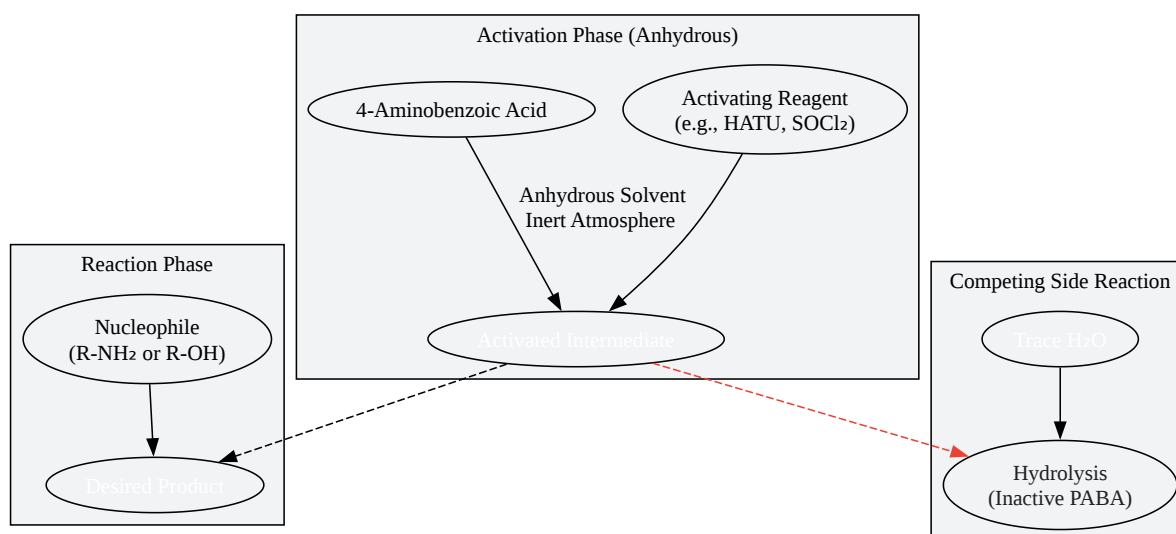 Activation Phase (Anhydrous)
4-Aminobenzoic Acid
Activating Reagent
(e.g., HATU, SOCl₂)
Anhydrous Solvent
Inert Atmosphere
Activated Intermediate
Reaction Phase
Nucleophile
(R-NH₂ or R-OH)
Desired Product
Competing Side Reaction
Trace H₂O
Hydrolysis
(Inactive PABA)